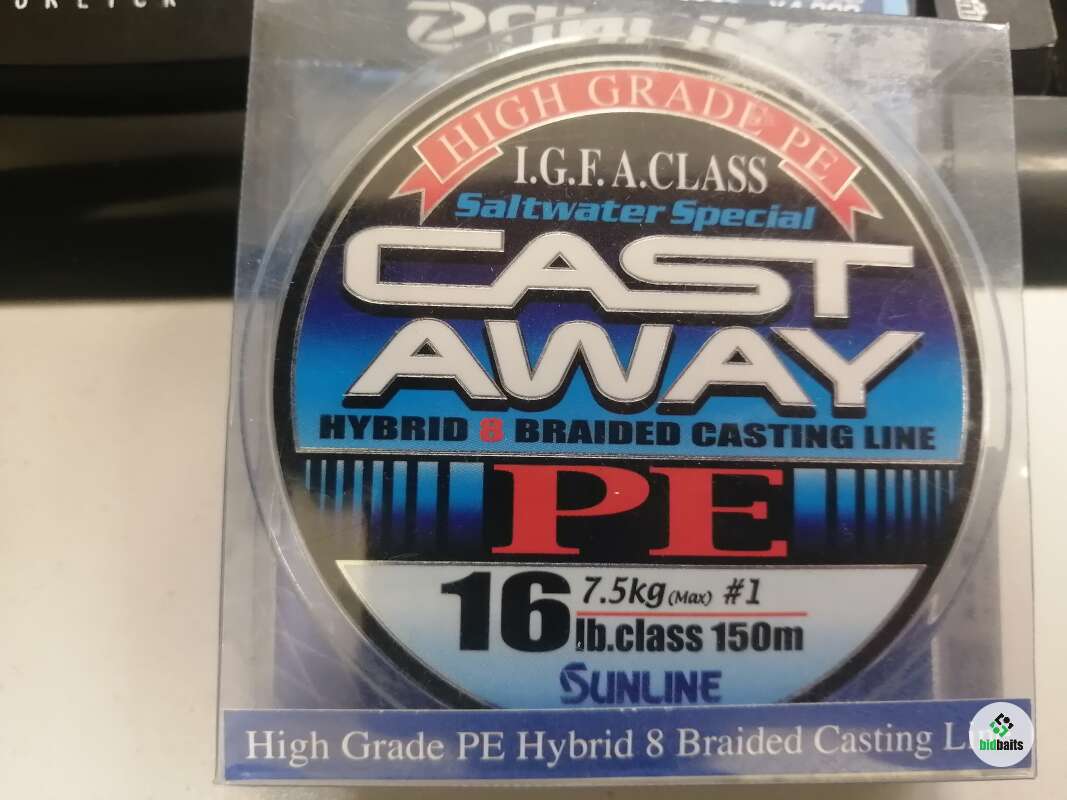 HIGH GRADE PE
I.G.F.A.CLASS
Saltwater Special
CAST
AWAY
HYBRID 8 BRAIDED CASTING LINE
PE
16 7.5kg (Max) #1
lb.class 150m
SUNLINE
High Grade PE Hybrid 8 Braided Casting
bidbaits